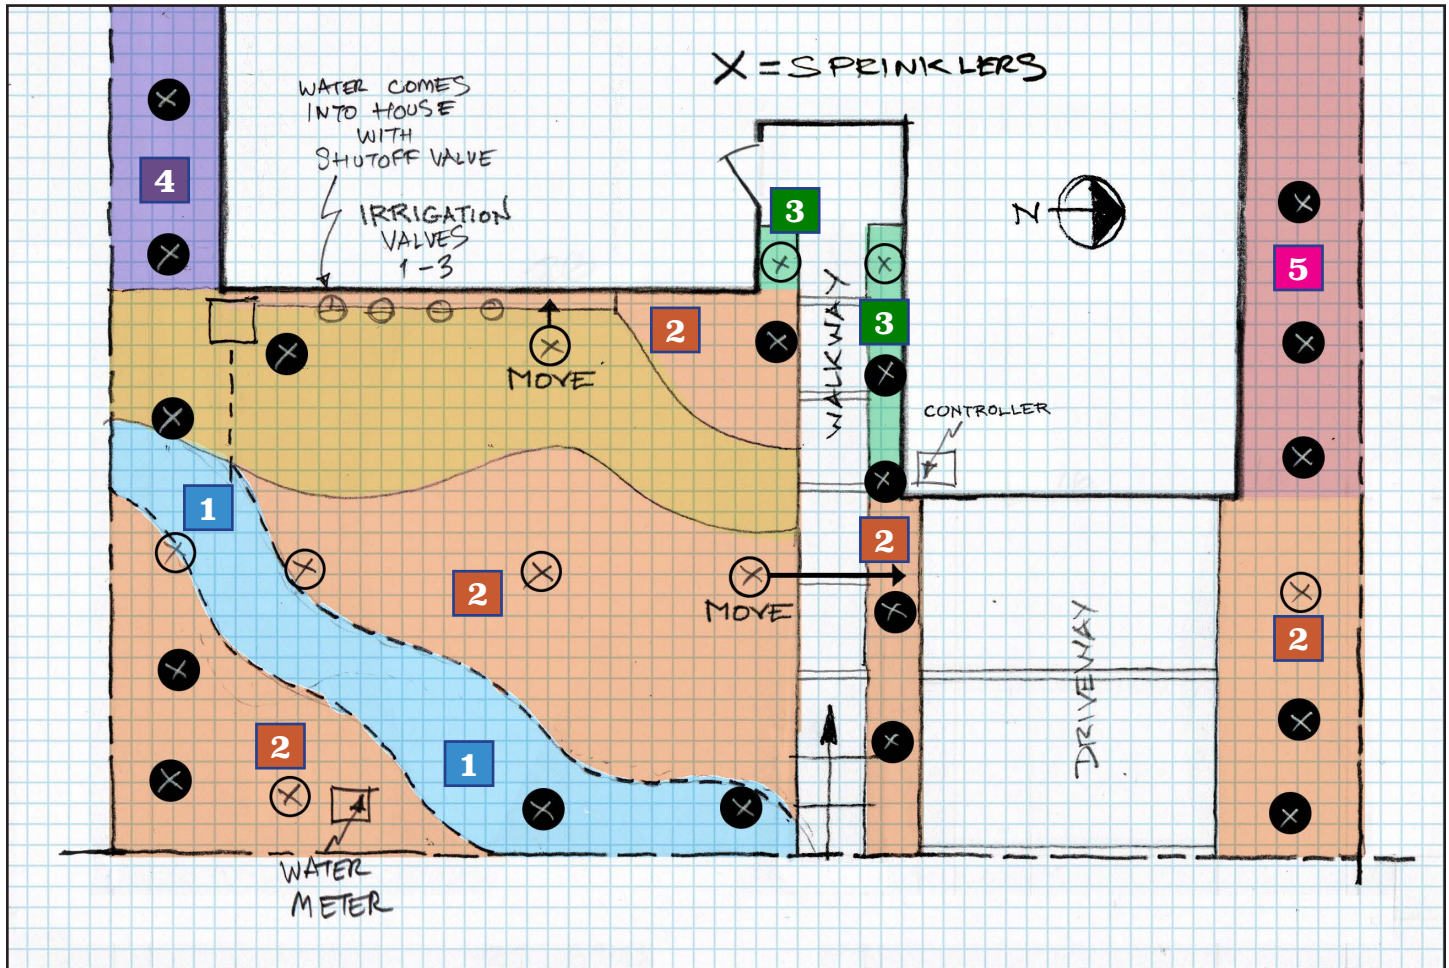 X = SPRINKLERS
WATER COMES
INTO HOUSE
WITH
SHUTOFF VALVE
4
IRRIGATION
VALVES
1-3
3
N
5
2
3
MOVE
WALKWAY
CONTROLLER
1
2
2
MOVE
2
DRIVEWAY
2
1
WATER
METER